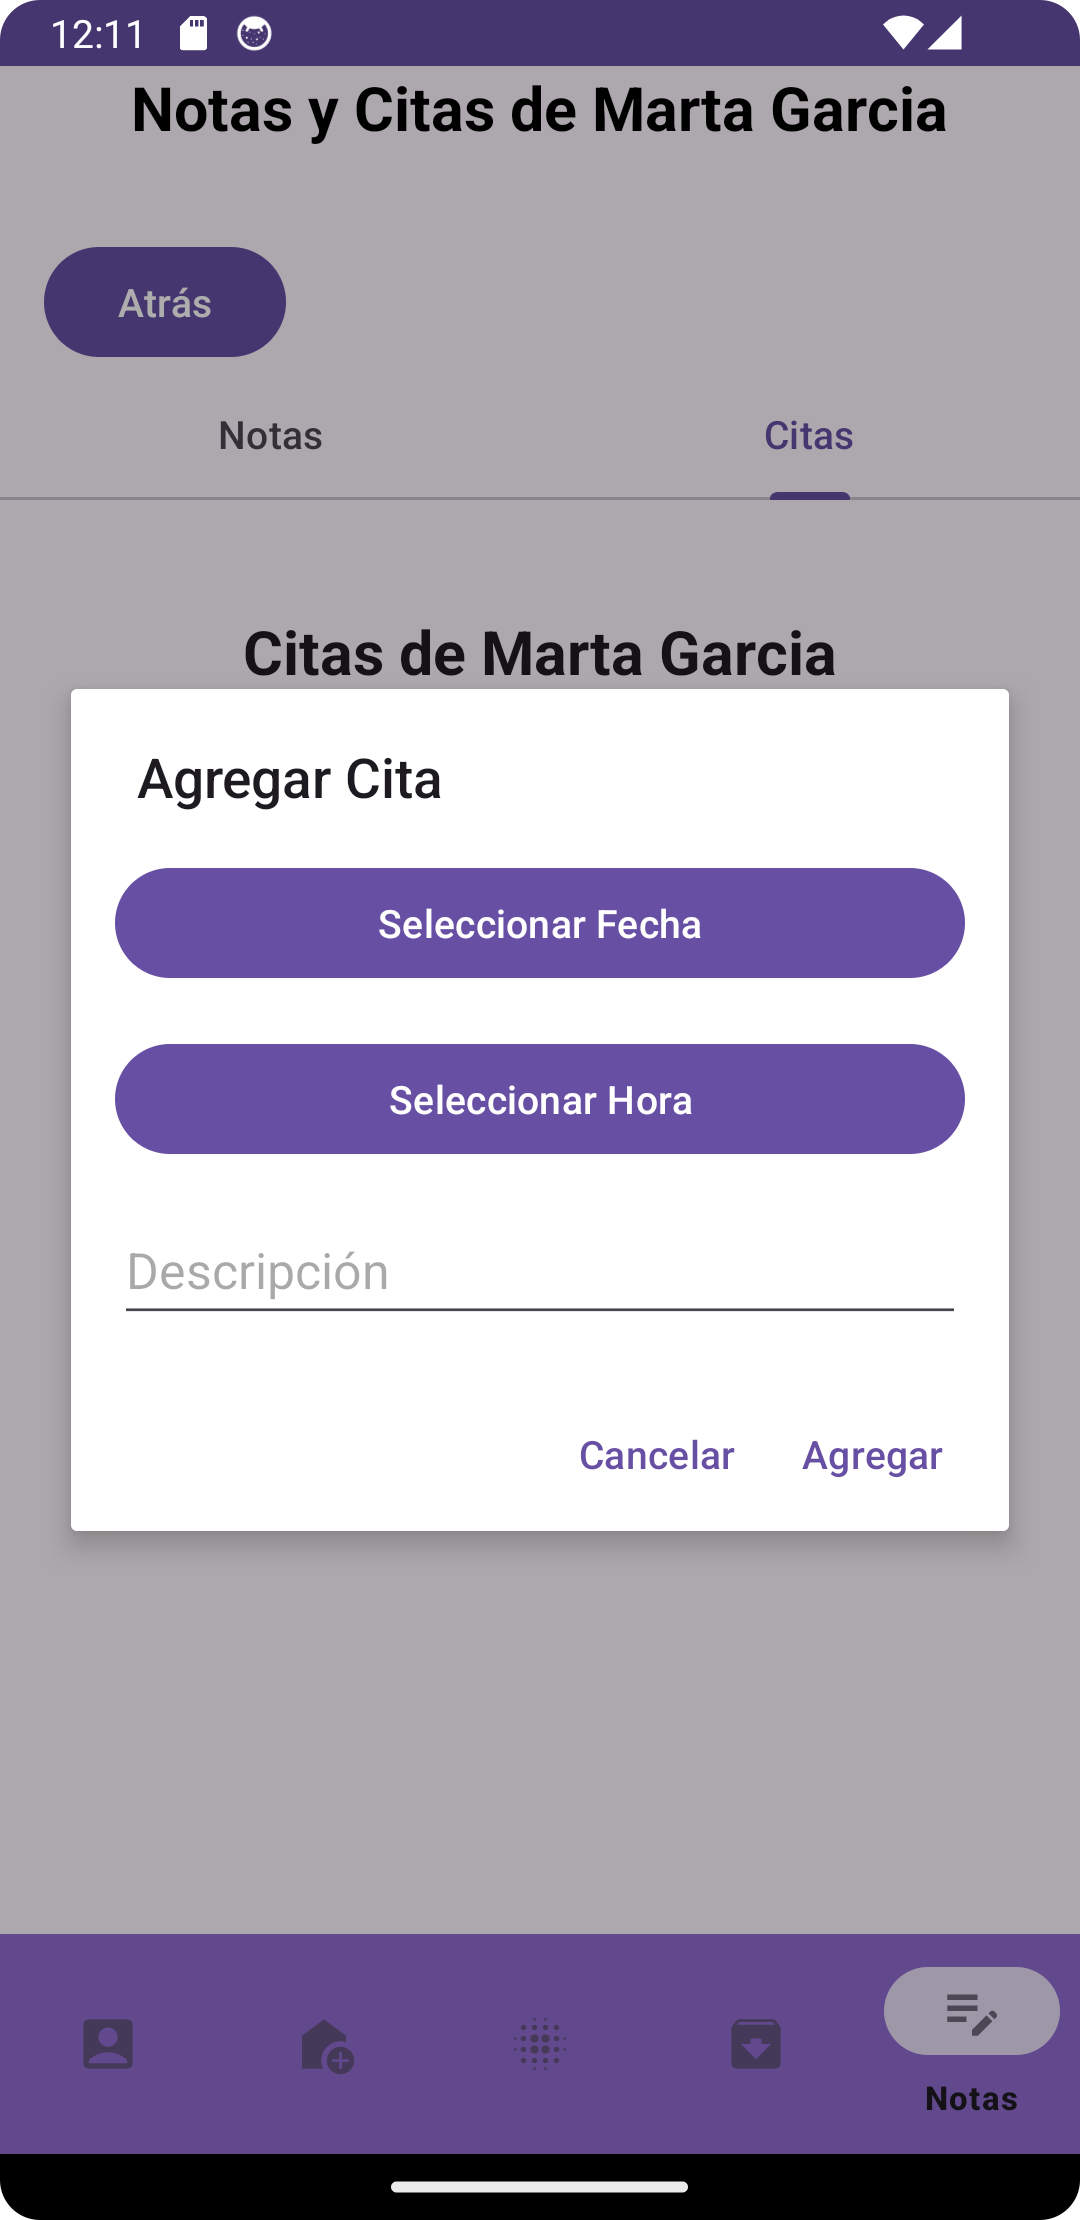 12:11
Notas y Citas de Marta Garcia
Atrás
Notas
Citas
Citas de Marta Garcia
Agregar Cita
Seleccionar Fecha
Seleccionar Hora
Descripción
Cancelar
Agregar
Notas